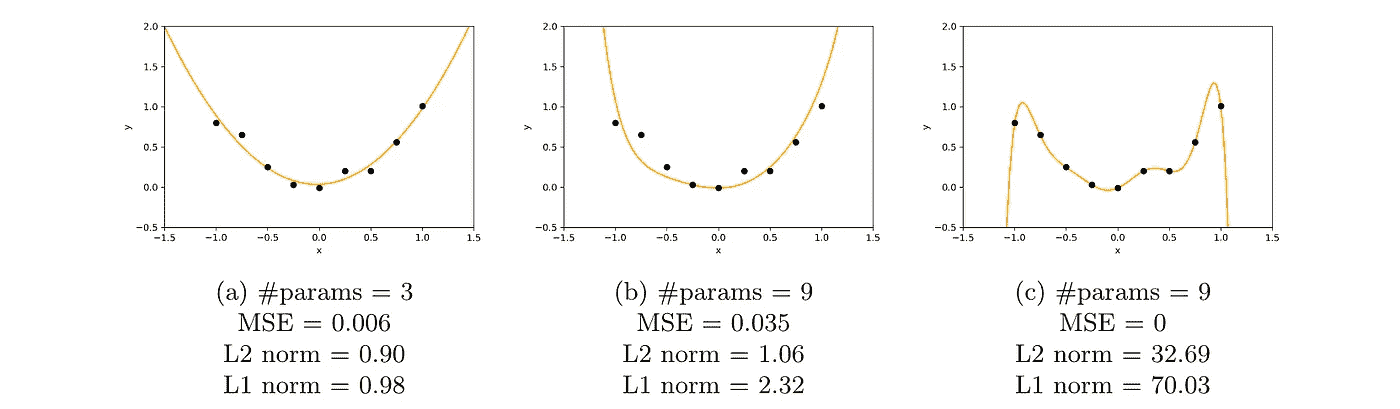 2.0
1.5
1.0
0.5
0.0
−0.5
y
−1.5 −1.0 −0.5 0.0 0.5 1.0 1.5
x
2.0
1.5
1.0
0.5
0.0
−0.5
y
−1.5 −1.0 −0.5 0.0 0.5 1.0 1.5
x
2.0
1.5
1.0
0.5
0.0
−0.5
y
−1.5 −1.0 −0.5 0.0 0.5 1.0 1.5
x
(a) #params = 3
MSE = 0.006
L2 norm = 0.90
L1 norm = 0.98
(b) #params = 9
MSE = 0.035
L2 norm = 1.06
L1 norm = 2.32
(c) #params = 9
MSE = 0
L2 norm = 32.69
L1 norm = 70.03